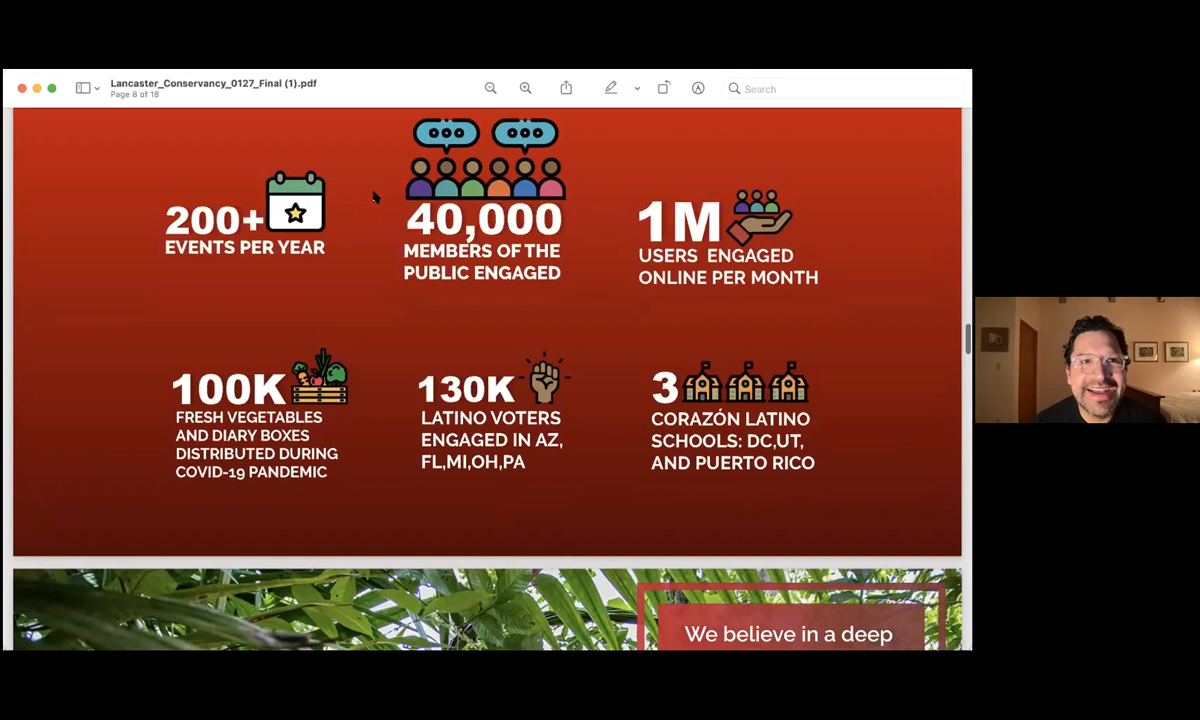 Lancaster_Conservancy_0127_Final (1).pdf
Page 8 of 18
Search
200+
EVENTS PER YEAR
40,000
MEMBERS OF THE
PUBLIC ENGAGED
1M
USERS ENGAGED
ONLINE PER MONTH
100K
FRESH VEGETABLES
AND DIARY BOXES
DISTRIBUTED DURING
COVID-19 PANDEMIC
130K
LATINO VOTERS
ENGAGED IN AZ,
FL,MI,OH,PA
3
CORAZÓN LATINO
SCHOOLS: DC,UT,
AND PUERTO RICO
We believe in a deep